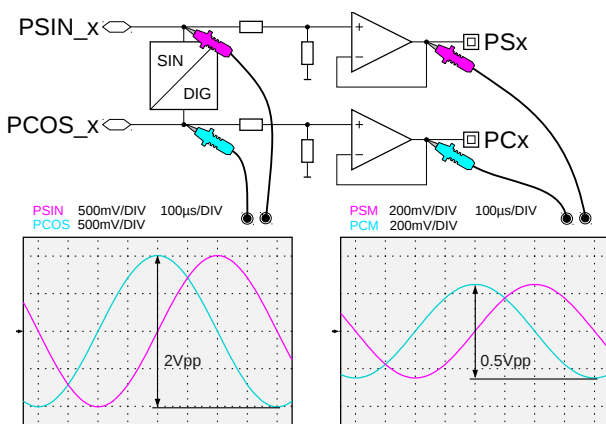 PSIN_x
+
−
PSx
SIN
DIG
PCOS_x
+
−
PCx
PSIN 500mV/DIV 100µs/DIV
PCOS 500mV/DIV
PSM 200mV/DIV 100µs/DIV
PCM 200mV/DIV
2Vpp
0.5Vpp